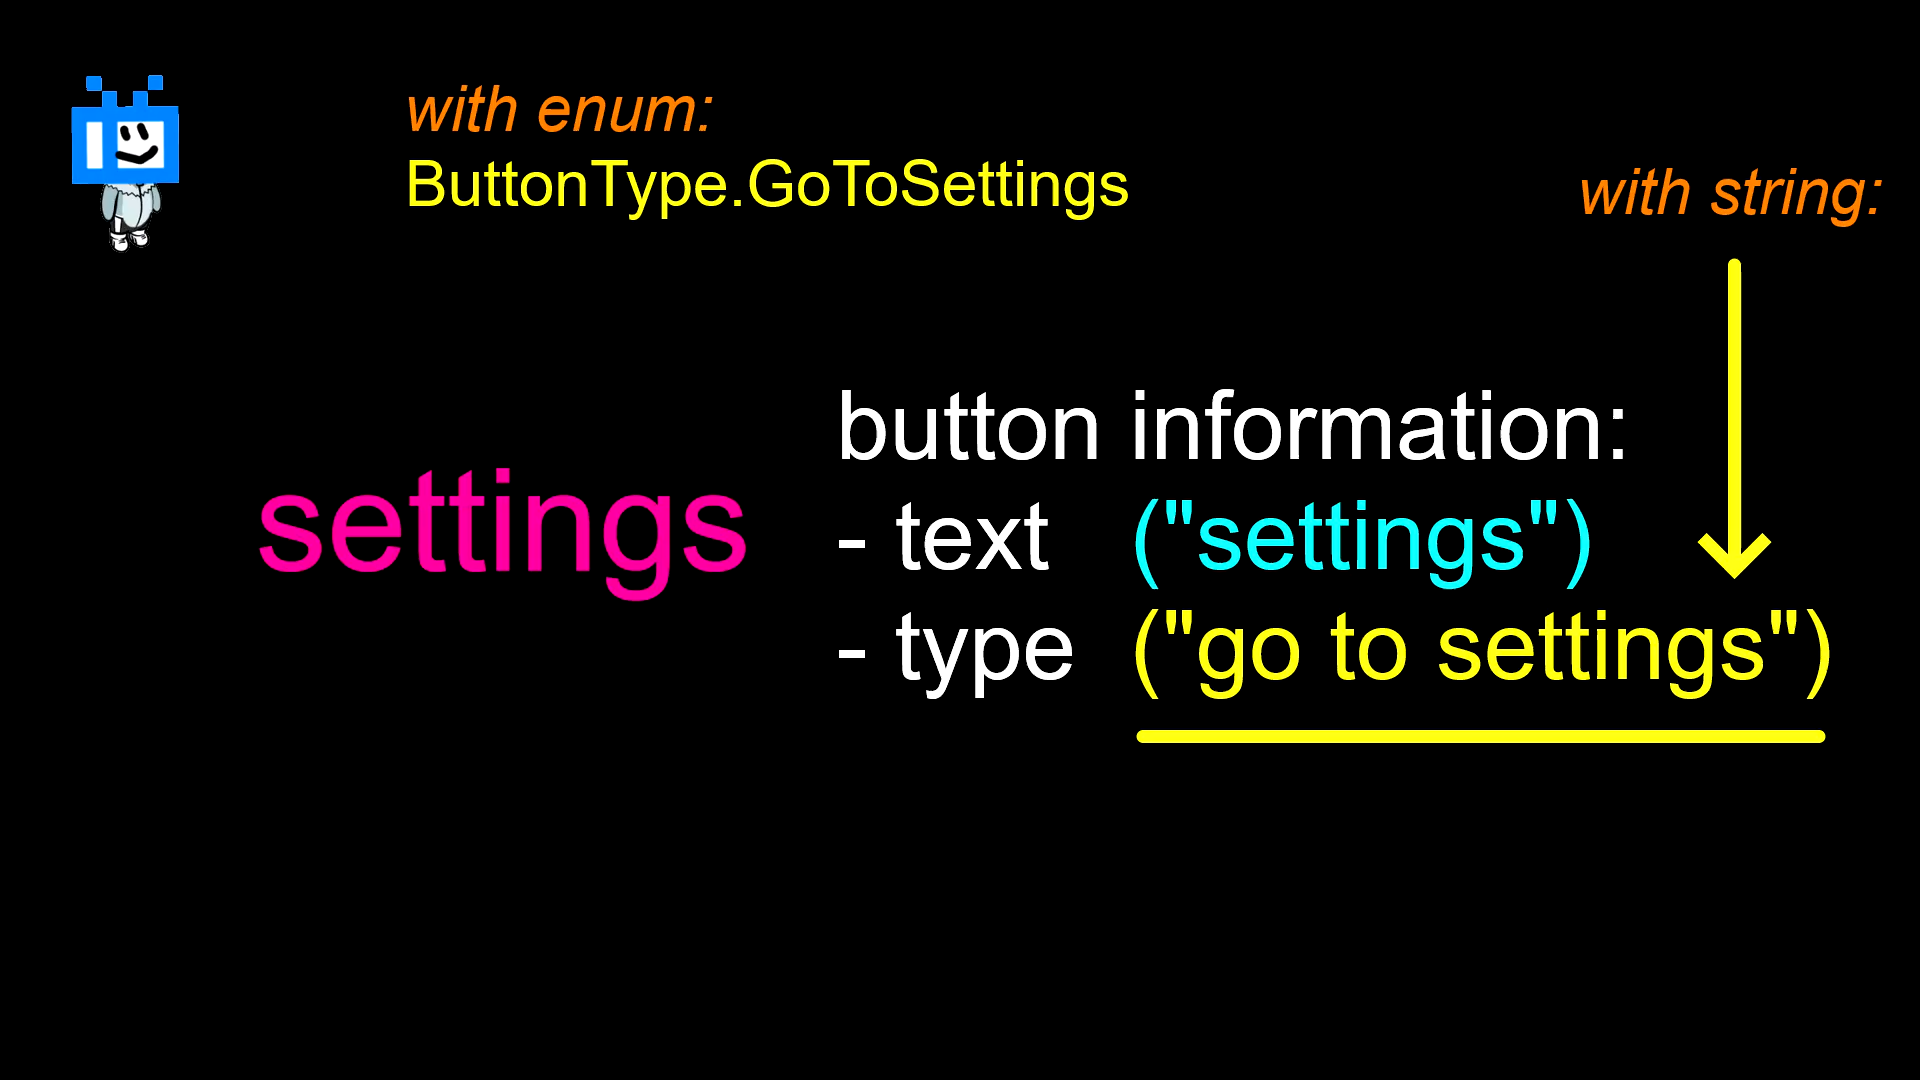 with enum:
ButtonType.GoToSettings
with string:
settings
button information:
- text ("settings")
- type ("go to settings")